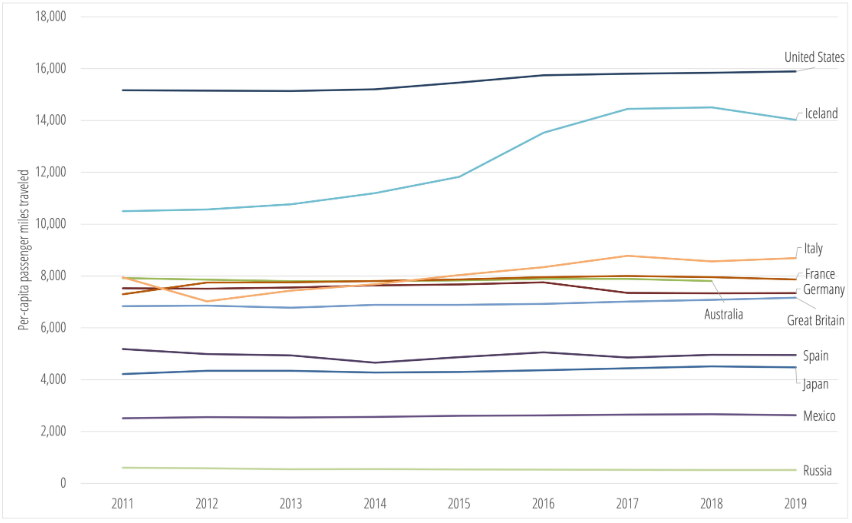 Per-capita passenger miles traveled
18,000
16,000
14,000
12,000
10,000
8,000
6,000
4,000
2,000
0
United States
Iceland
Italy
France
Germany
Australia
Great Britain
Spain
Japan
Mexico
Russia
2011 2012 2013 2014 2015 2016 2017 2018 2019